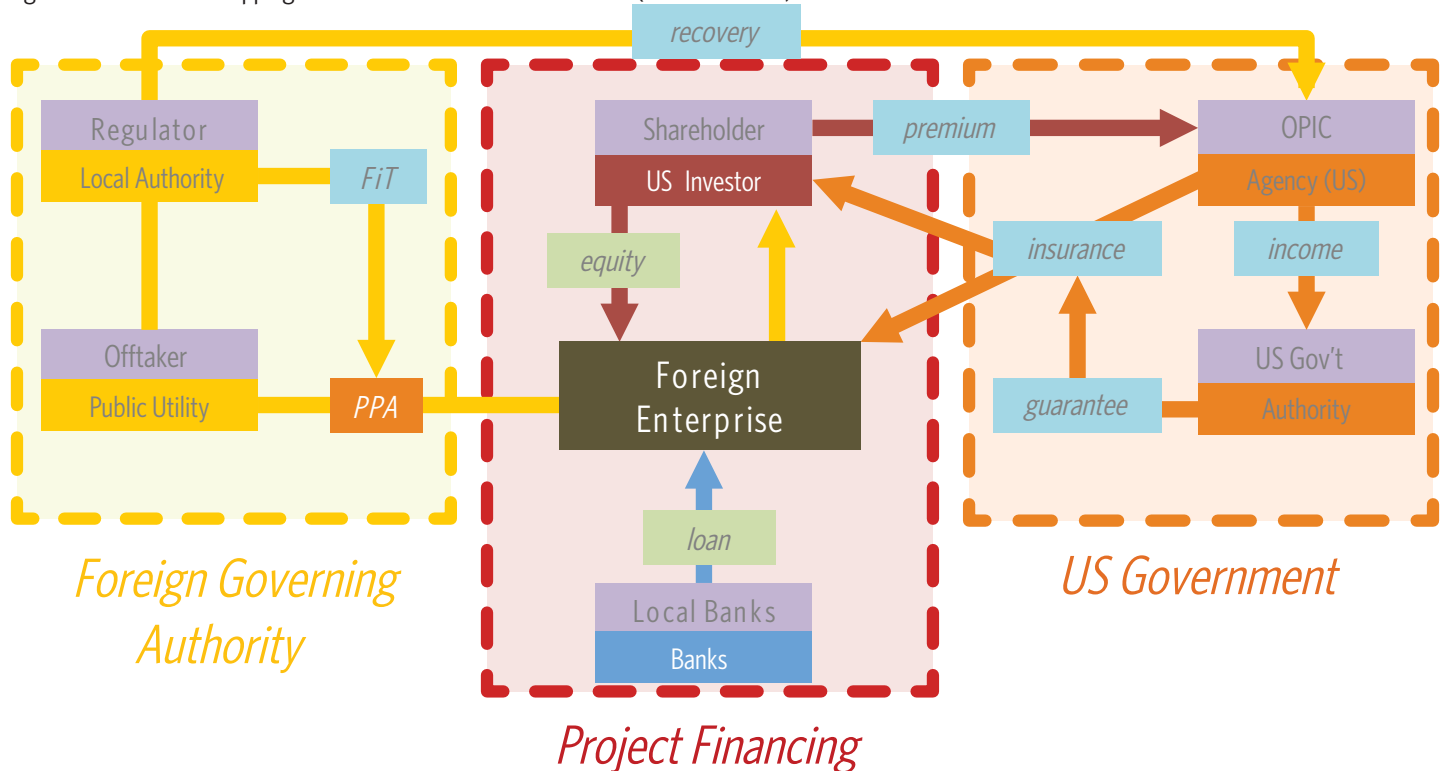 recovery
Regulator
Local Authority
FiT
Shareholder
US Investor
premium
OPIC
Agency (US)
equity
insurance
income
Offtaker
Public Utility
PPA
Foreign
Enterprise
guarantee
US Gov't
Authority
loan
Local Banks
Banks
Foreign Governing
Authority
US Government
Project Financing